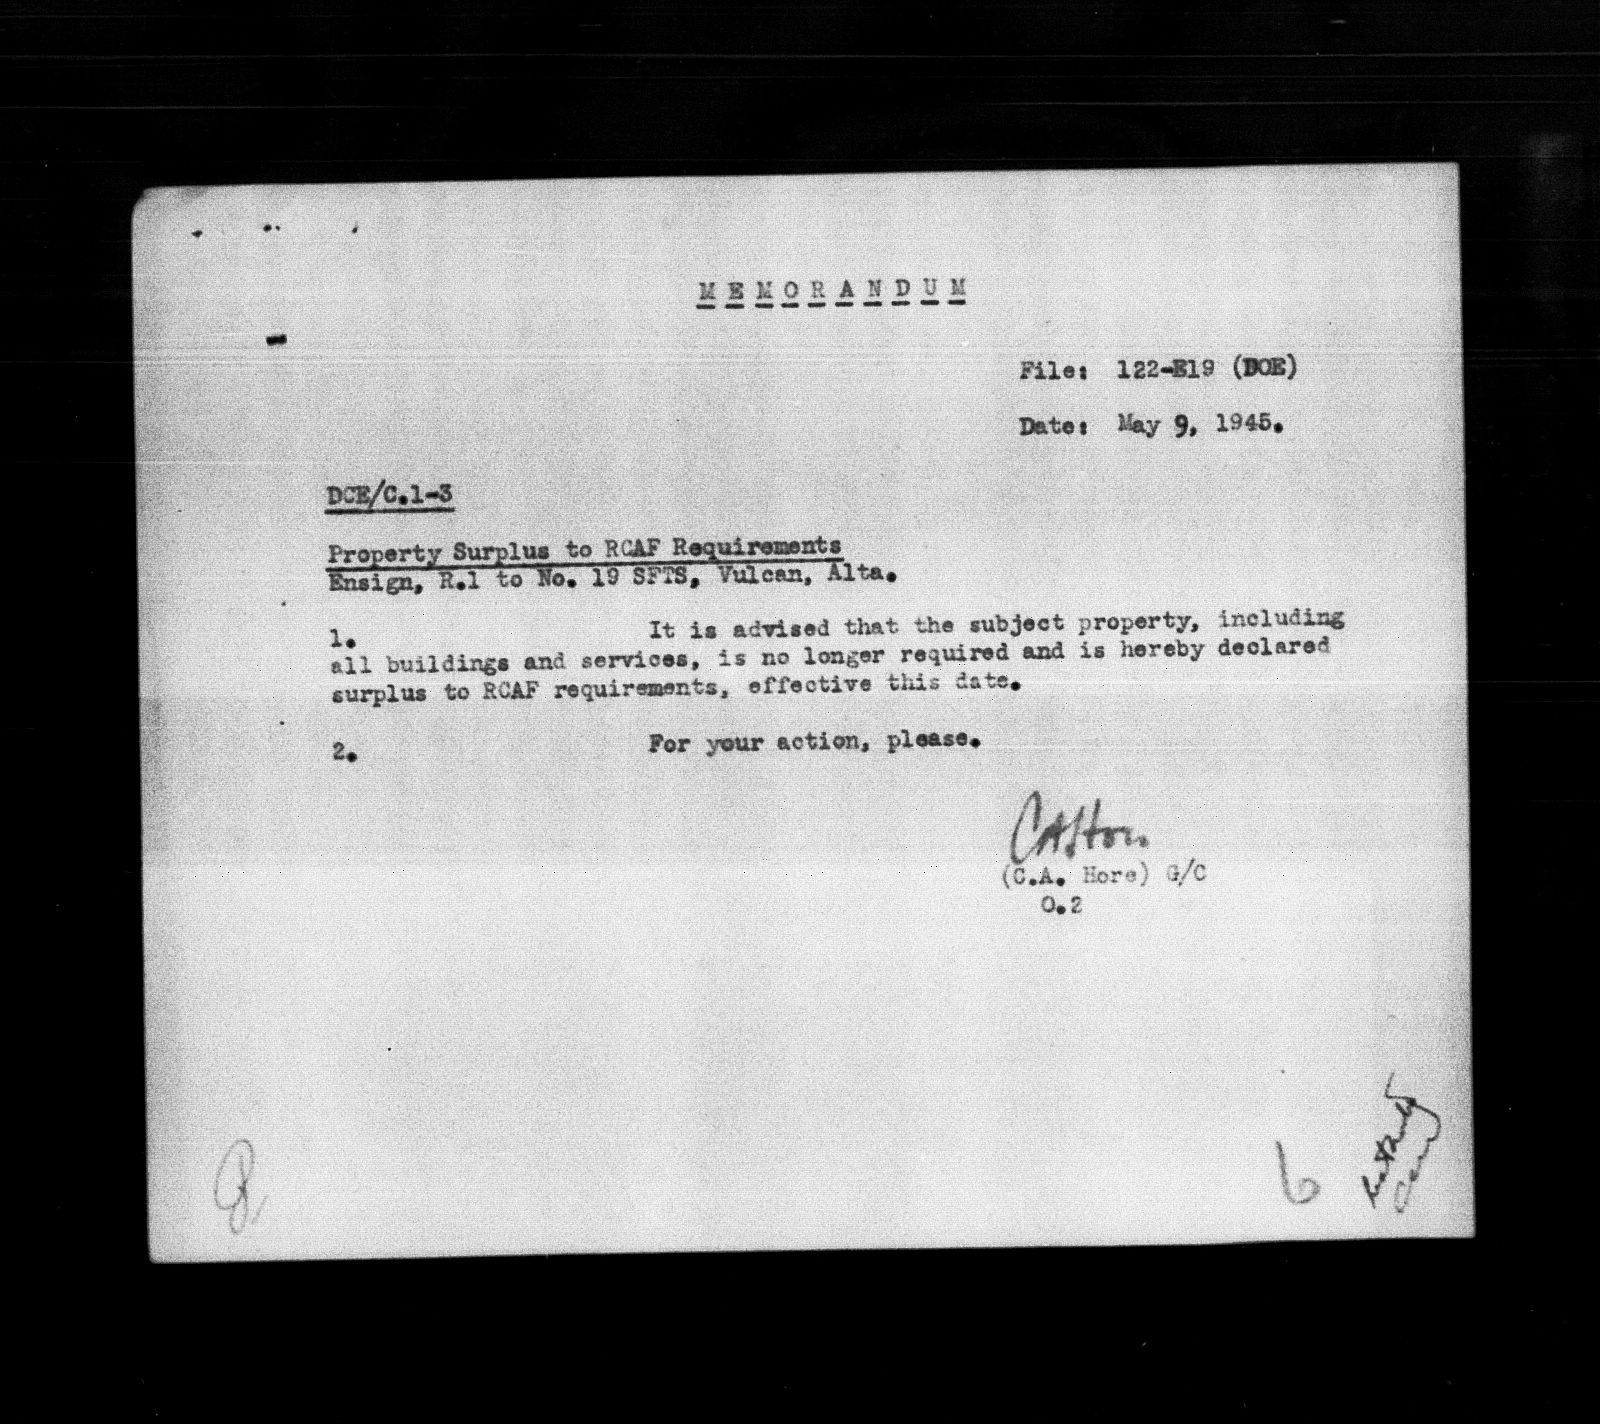 MEMORANDUM
File: 122-E19 (DOE)
Date: May 9, 1945.
DCE/C.1-3
Property Surplus to RCAF Requirements
Ensign, R.1 to No. 19 SFTS, Vulcan, Alta.
1. It is advised that the subject property, including
all buildings and services, is no longer required and is hereby declared
surplus to RCAF requirements, effective this date.
2. For your action, please.
(C.A. Hore) G/C
O.2
6